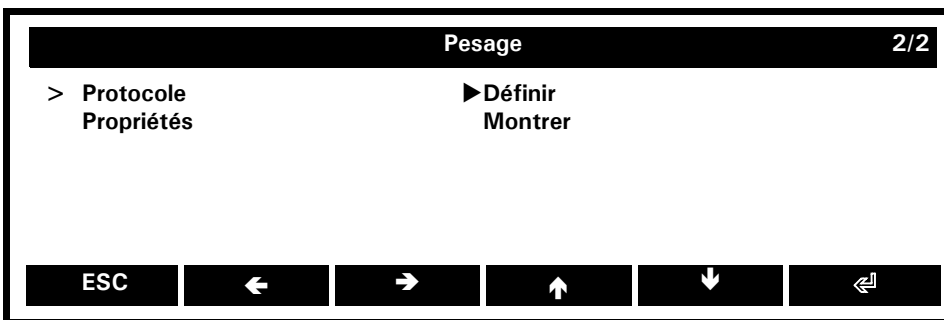 Pesage 2/2
> Protocole ▶Définir
Propriétés Montrer
ESC